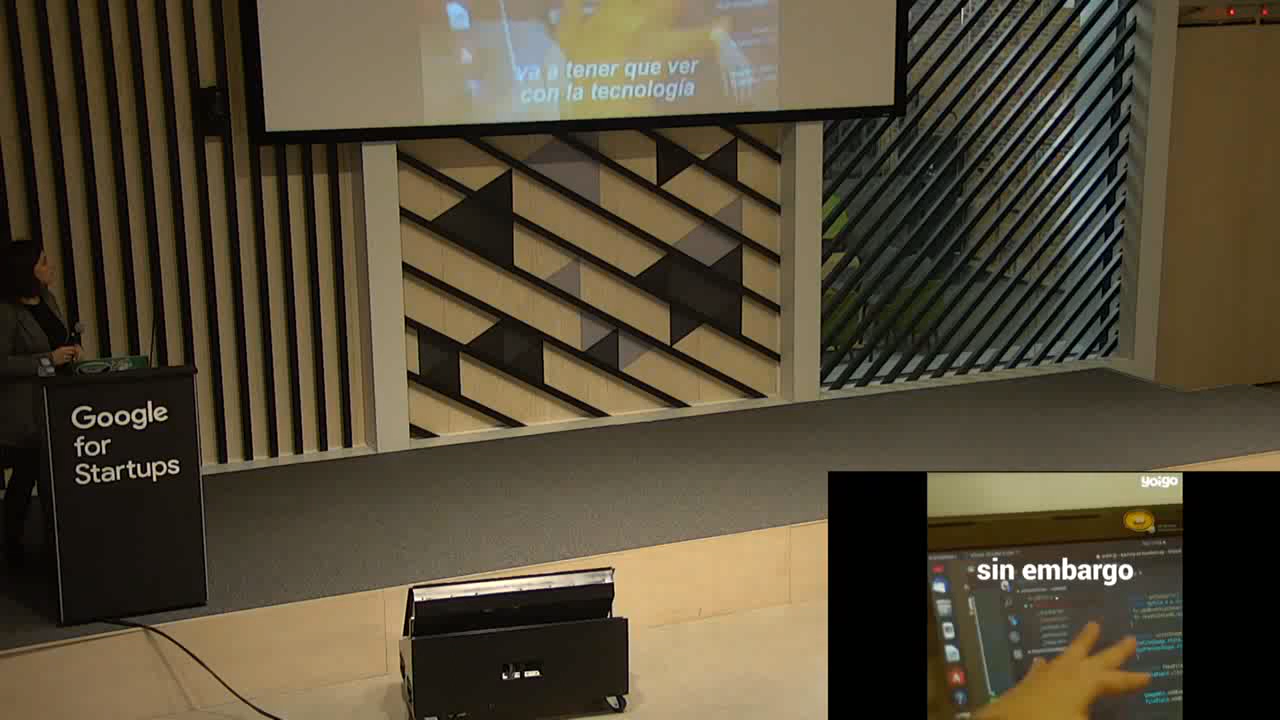 va a tener que ver
con la tecnología
Google
for
Startups
yoigo
sin embargo